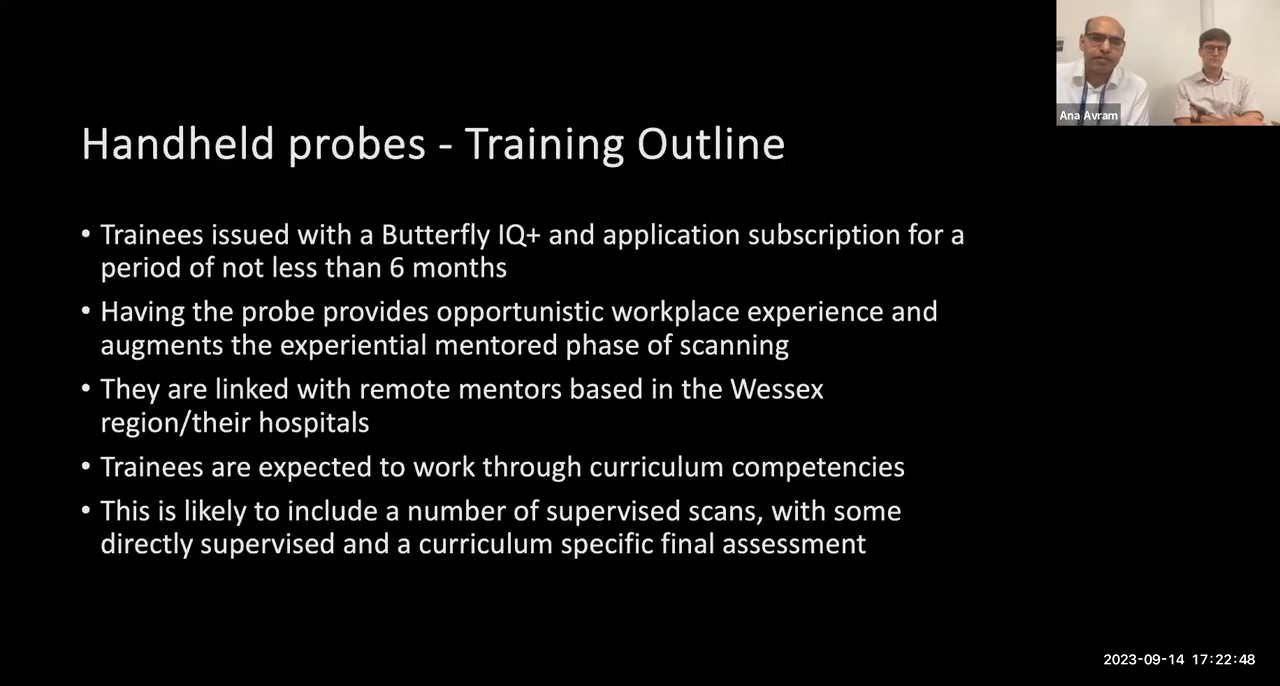 Ana Avram
Handheld probes - Training Outline
• Trainees issued with a Butterfly IQ+ and application subscription for a
period of not less than 6 months
• Having the probe provides opportunistic workplace experience and
augments the experiential mentored phase of scanning
• They are linked with remote mentors based in the Wessex
region/their hospitals
• Trainees are expected to work through curriculum competencies
• This is likely to include a number of supervised scans, with some
directly supervised and a curriculum specific final assessment
2023-09-14 17:22:48